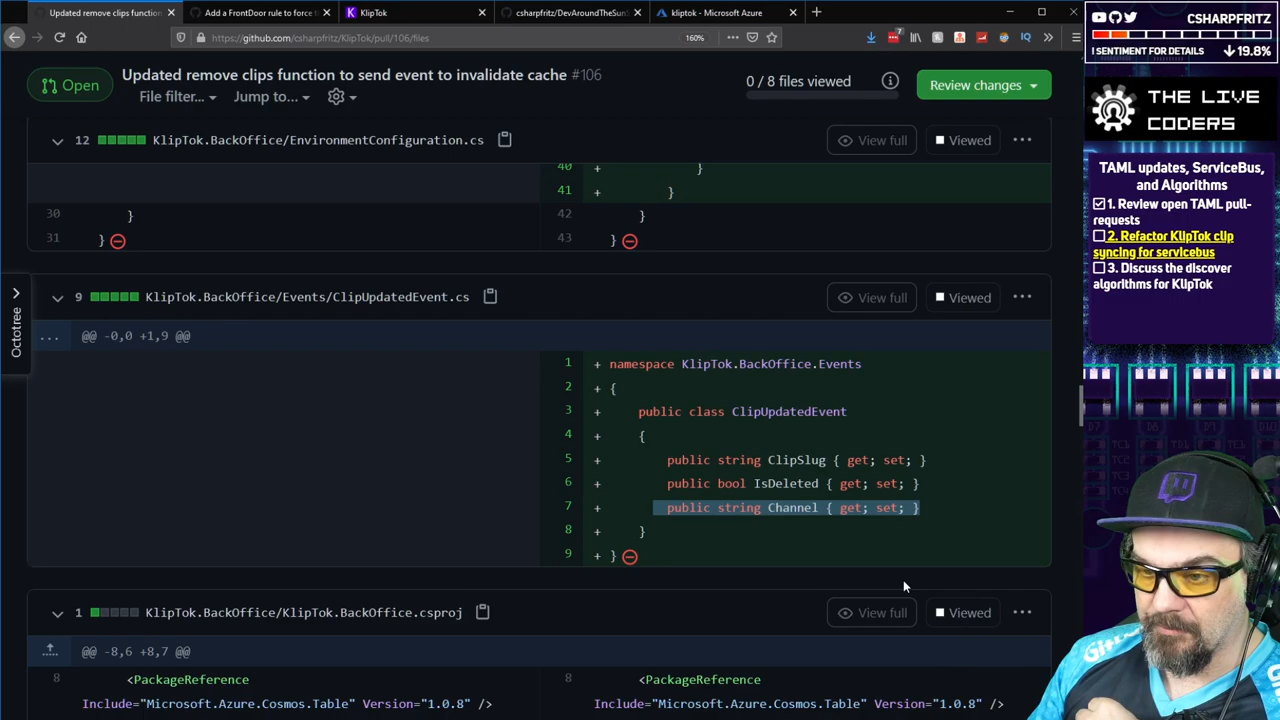 Updated remove clips function
Add a FrontDoor rule to force t
KlipTok
csharpfritz/DevAroundTheSun
kliptok - Microsoft Azure
https://github.com/csharpfritz/KlipTok/pull/106/files
160%
7
IQ
Open
Updated remove clips function to send event to invalidate cache #106
File filter...
Jump to...
0 / 8 files viewed
Review changes
12 KlipTok.BackOffice/EnvironmentConfiguration.cs
View full
Viewed
40 + }
41 + }
30 } 42 }
31 } 43 }
9 KlipTok.BackOffice/Events/ClipUpdatedEvent.cs
View full
Viewed
... @@ -0,0 +1,9 @@
1 + namespace KlipTok.BackOffice.Events
2 + {
3 + public class ClipUpdatedEvent
4 + {
5 + public string ClipSlug { get; set; }
6 + public bool IsDeleted { get; set; }
7 + public string Channel { get; set; }
8 + }
9 + }
1 KlipTok.BackOffice/KlipTok.BackOffice.csproj
View full
Viewed
@@ -8,6 +8,7 @@
8 <PackageReference 8 <PackageReference
Include="Microsoft.Azure.Cosmos.Table" Version="1.0.8" /> Include="Microsoft.Azure.Cosmos.Table" Version="1.0.8" />
Octotree
CSHARPFRITZ
! SENTIMENT FOR DETAILS
19.8%
THE LIVE
CODERS
TAML updates, ServiceBus,
and Algorithms
1. Review open TAML pull-
requests
2. Refactor KlipTok clip
syncing for servicebus
3. Discuss the discover
algorithms for KlipTok